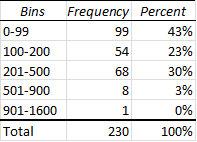 Bins Frequency Percent
0-99 99 43%
100-200 54 23%
201-500 68 30%
501-900 8 3%
901-1600 1 0%
Total 230 100%